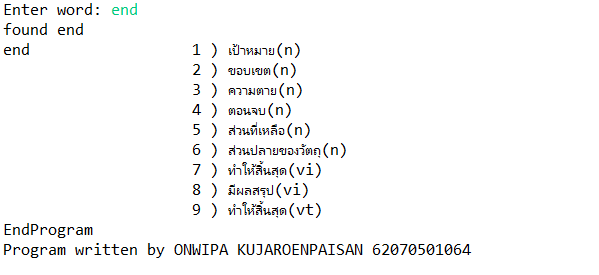 Enter word: end
found end
end 1 ) เป้าหมาย(n)
2 ) ขอบเขต(n)
3 ) ความตาย(n)
4 ) ตอนจบ(n)
5 ) ส่วนที่เหลือ(n)
6 ) ส่วนปลายของวัตถุ(n)
7 ) ทำให้สิ้นสุด(vi)
8 ) มีผลสรุป(vi)
9 ) ทำให้สิ้นสุด(vt)
EndProgram
Program written by ONWIPA KUJAROENPAISAN 62070501064